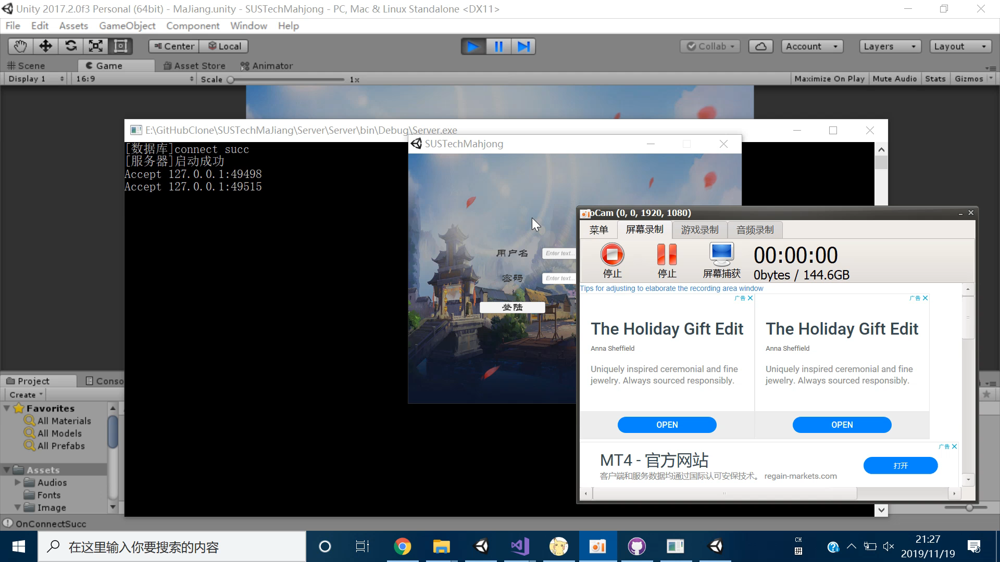 Unity 2017.2.0f3 Personal (64bit) - MaJiang.unity - SUSTechMahjong - PC, Mac & Linux Standalone <DX11>
File Edit Assets GameObject Component Window Help
Center Local Collab Account Layers Layout
Scene Game Asset Store Animator
Display 1 16:9 Scale 1x Maximize On Play Mute Audio Stats Gizmos
E:\GitHubClone\SUSTechMaJiang\Server\Server\bin\Debug\Server.exe
[数据库]connect succ
[服务器]启动成功
Accept 127.0.0.1:49498
Accept 127.0.0.1:49515
SUSTechMahjong
用户名 Enter text...
密码 Enter text...
登陆
oCam (0, 0, 1920, 1080)
菜单 屏幕录制 游戏录制 音频录制
停止 停止 屏幕捕获
00:00:00
0bytes / 144.6GB
Tips for adjusting to elaborate the recording area window
广告 广告
The Holiday Gift Edit
Anna Sheffield
Uniquely inspired ceremonial and fine
jewelry. Always sourced responsibly.
OPEN
The Holiday Gift Edit
Anna Sheffield
Uniquely inspired ceremonial and fine
jewelry. Always sourced responsibly.
OPEN
广告
MT4 - 官方网站
客户端和服务数据均通过国际认可安保技术。 regain-markets.com
打开
Project Conso
Create
Favorites
All Materials
All Models
All Prefabs
Assets
Audios
Fonts
Image
OnConnectSucc
在这里输入你要搜索的内容
CH
拼
21:27
2019/11/19